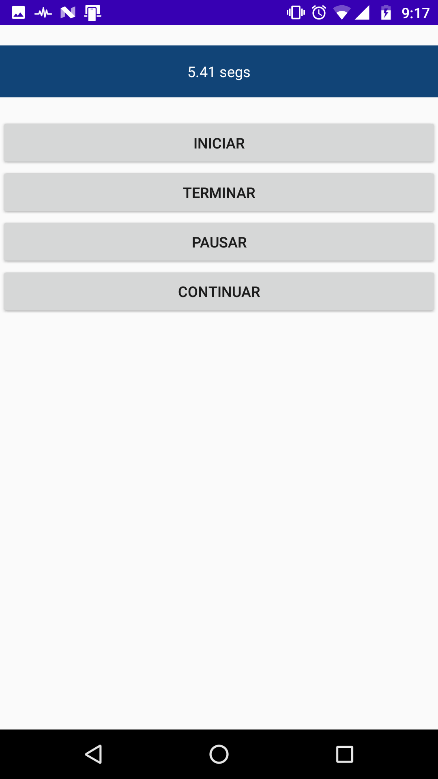 9:17
5.41 segs
INICIAR
TERMINAR
PAUSAR
CONTINUAR